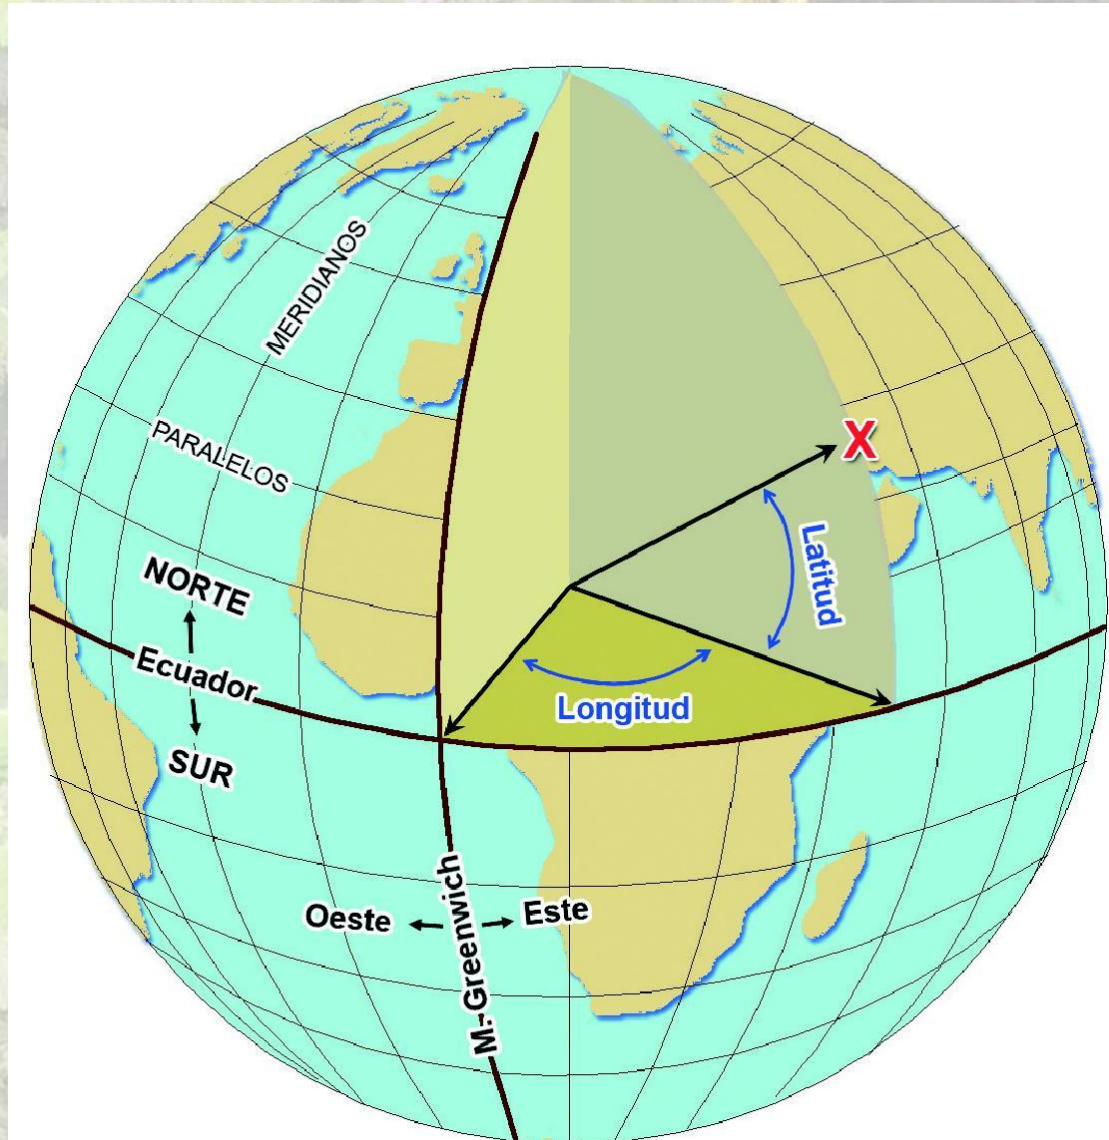 MERIDIANOS
PARALELOS
X
Latitud
NORTE
Ecuador
Longitud
SUR
Oeste
Este
M. Greenwich